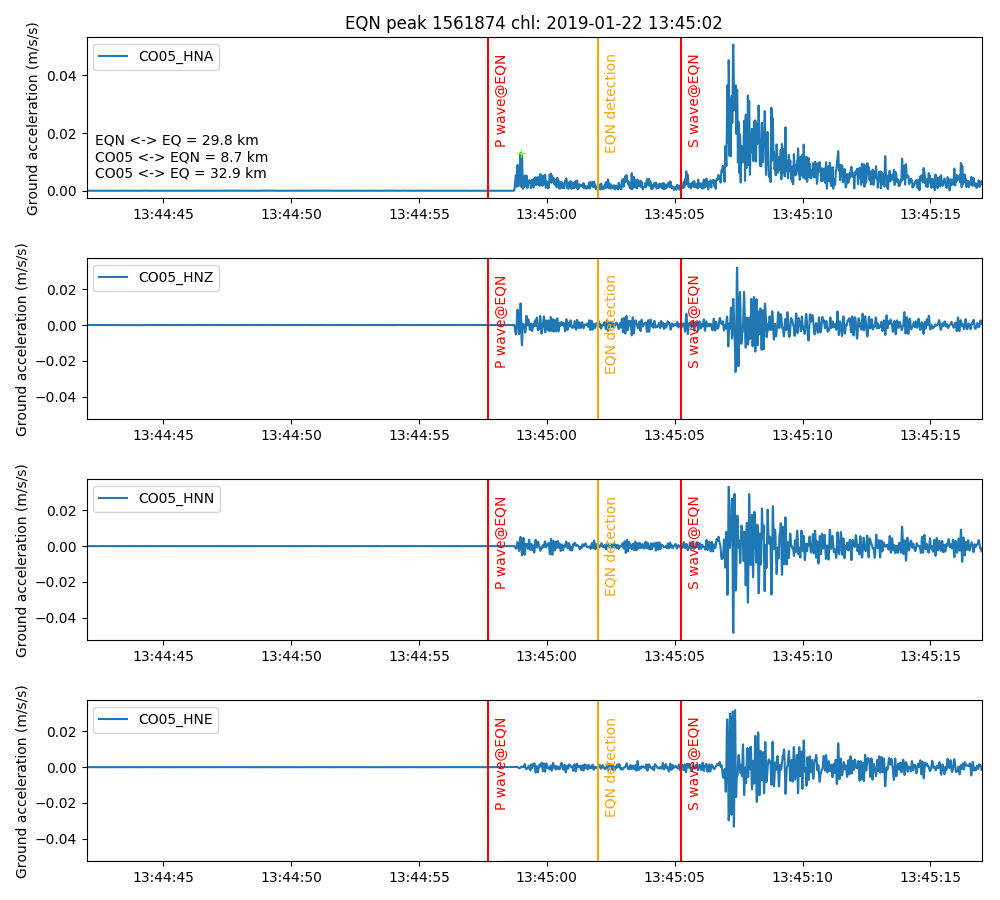 EQN peak 1561874 chl: 2019-01-22 13:45:02
Ground acceleration (m/s/s)
0.04
0.02
0.00
CO05_HNA
EQN <-> EQ = 29.8 km
CO05 <-> EQN = 8.7 km
CO05 <-> EQ = 32.9 km
P wave@EQN
EQN detection
S wave@EQN
13:44:45 13:44:50 13:44:55 13:45:00 13:45:05 13:45:10 13:45:15
Ground acceleration (m/s/s)
0.02
0.00
−0.02
−0.04
CO05_HNZ
P wave@EQN
EQN detection
S wave@EQN
13:44:45 13:44:50 13:44:55 13:45:00 13:45:05 13:45:10 13:45:15
Ground acceleration (m/s/s)
0.02
0.00
−0.02
−0.04
CO05_HNN
P wave@EQN
EQN detection
S wave@EQN
13:44:45 13:44:50 13:44:55 13:45:00 13:45:05 13:45:10 13:45:15
Ground acceleration (m/s/s)
0.02
0.00
−0.02
−0.04
CO05_HNE
P wave@EQN
EQN detection
S wave@EQN
13:44:45 13:44:50 13:44:55 13:45:00 13:45:05 13:45:10 13:45:15